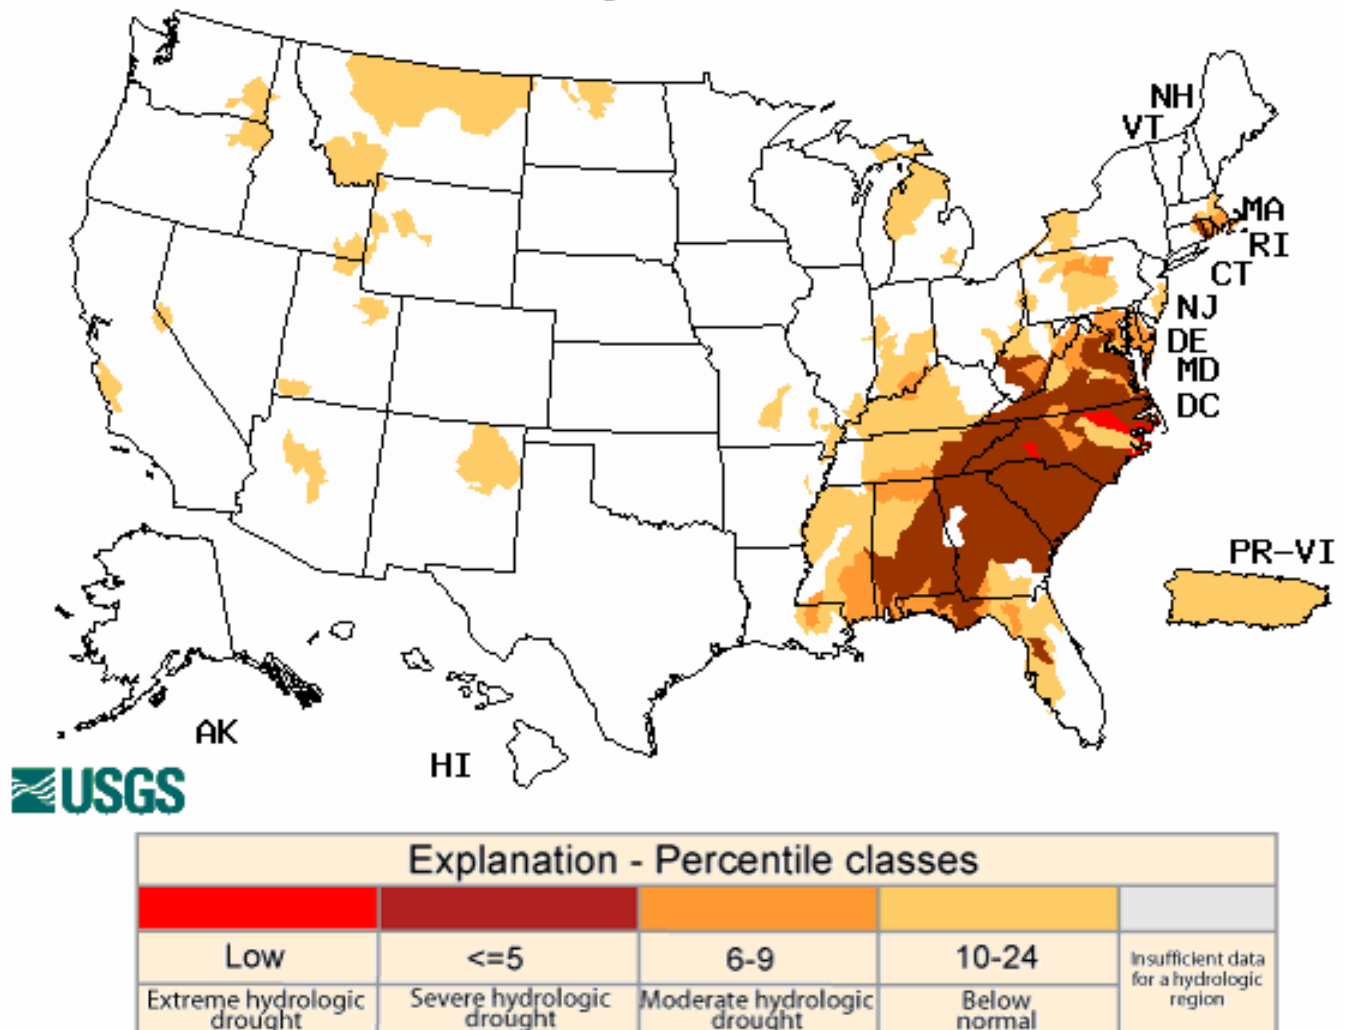 NH
VT
MA
RI
CT
NJ
DE
MD
DC
PR-VI
AK
HI
USGS
Explanation - Percentile classes
Low <=5 6-9 10-24 Insufficient data for a hydrologic region
Extreme hydrologic drought Severe hydrologic drought Moderate hydrologic drought Below normal